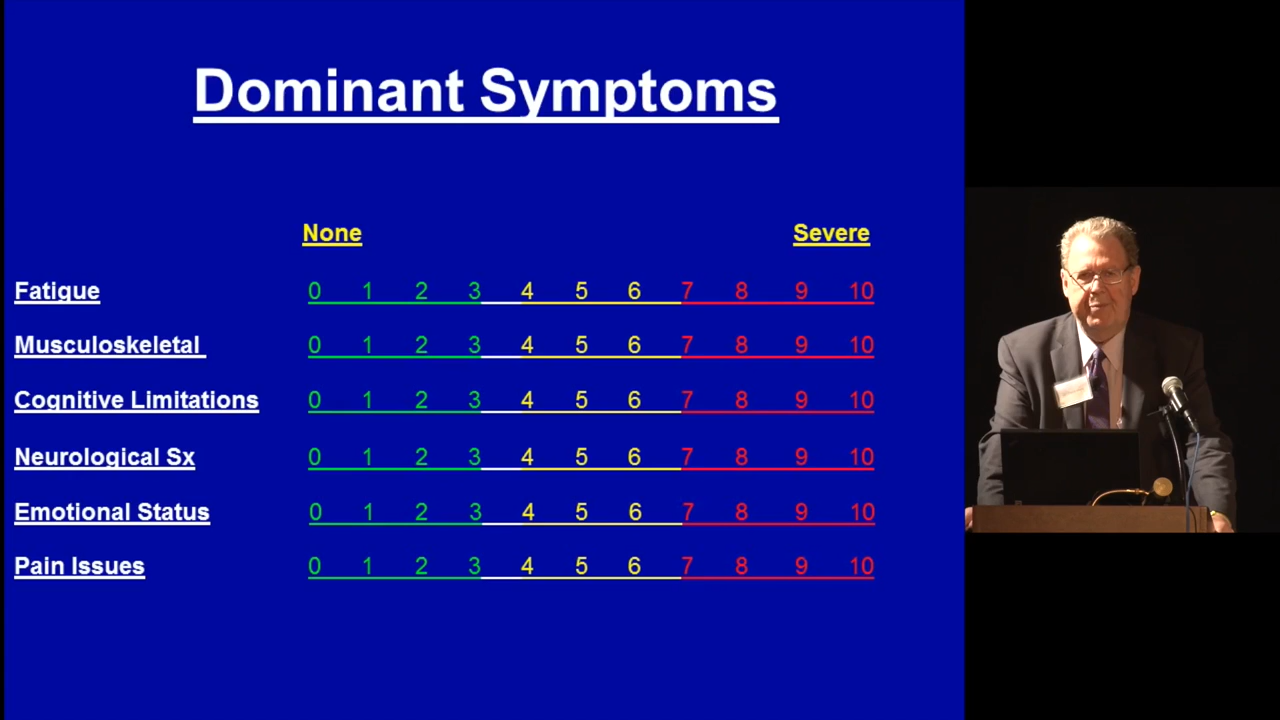 Dominant Symptoms
None Severe
Fatigue 0 1 2 3 4 5 6 7 8 9 10
Musculoskeletal 0 1 2 3 4 5 6 7 8 9 10
Cognitive Limitations 0 1 2 3 4 5 6 7 8 9 10
Neurological Sx 0 1 2 3 4 5 6 7 8 9 10
Emotional Status 0 1 2 3 4 5 6 7 8 9 10
Pain Issues 0 1 2 3 4 5 6 7 8 9 10